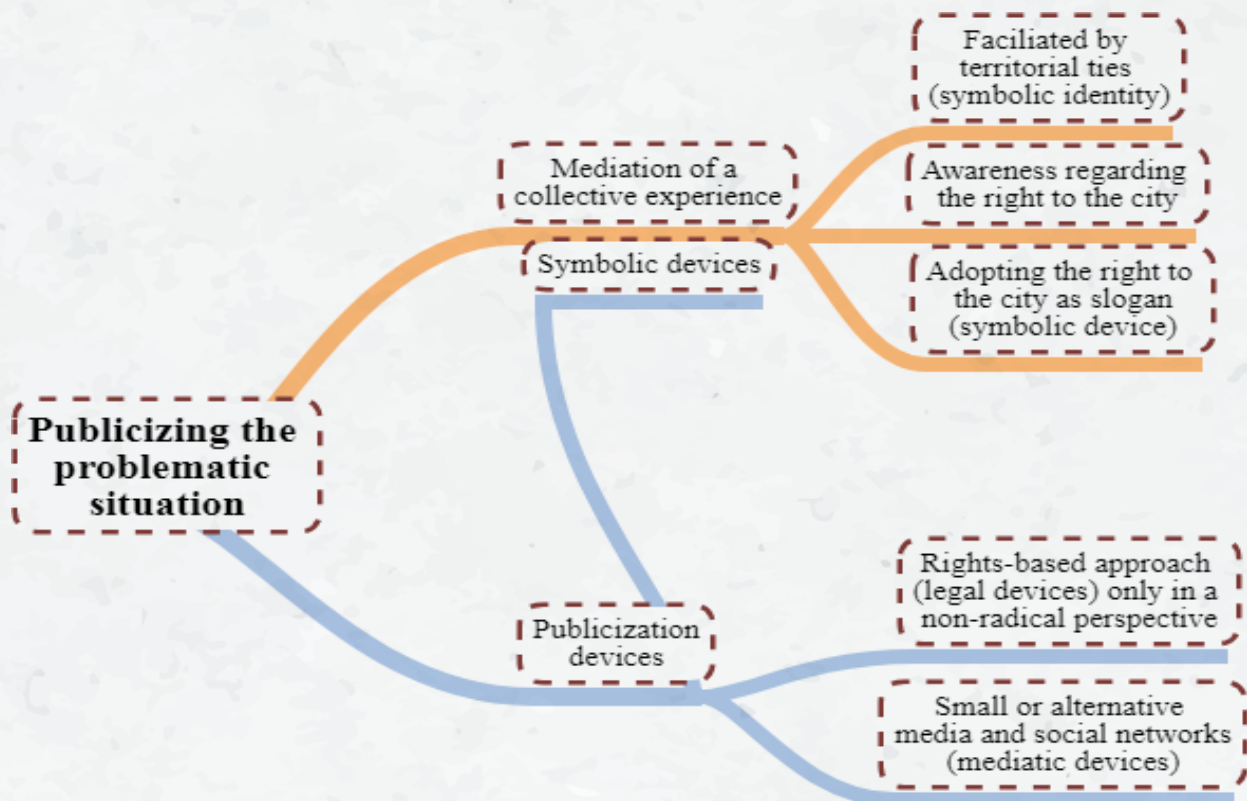 Faciliated by
territorial ties
(symbolic identity)
Mediation of a
collective experience
Awareness regarding
the right to the city
Symbolic devices
Adopting the right to
the city as slogan
(symbolic device)
Publicizing the
problematic
situation
Rights-based approach
(legal devices) only in a
non-radical perspective
Publicization
devices
Small or alternative
media and social networks
(mediatic devices)